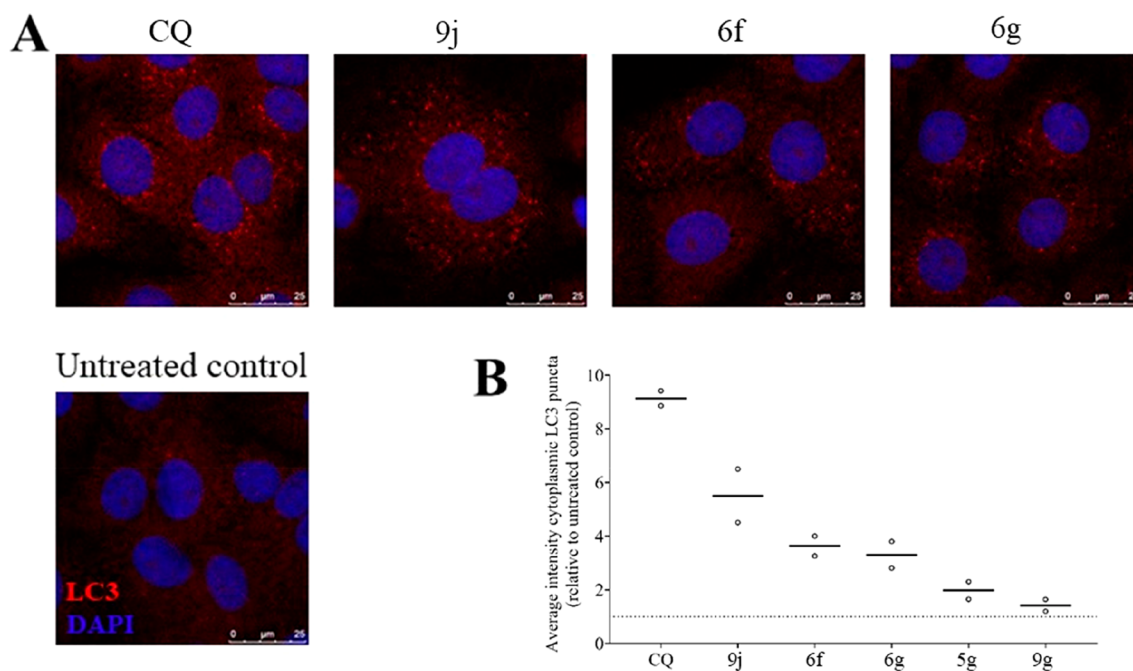 A
CQ
9j
6f
6g
0 µm 25
0 µm 25
0 µm 25
0 µm 25
Untreated control
LC3
DAPI
0 µm 25
B
Average intensity cytoplasmic LC3 puncta
(relative to untreated control)
10
8
6
4
2
0
CQ 9j 6f 6g 5g 9g